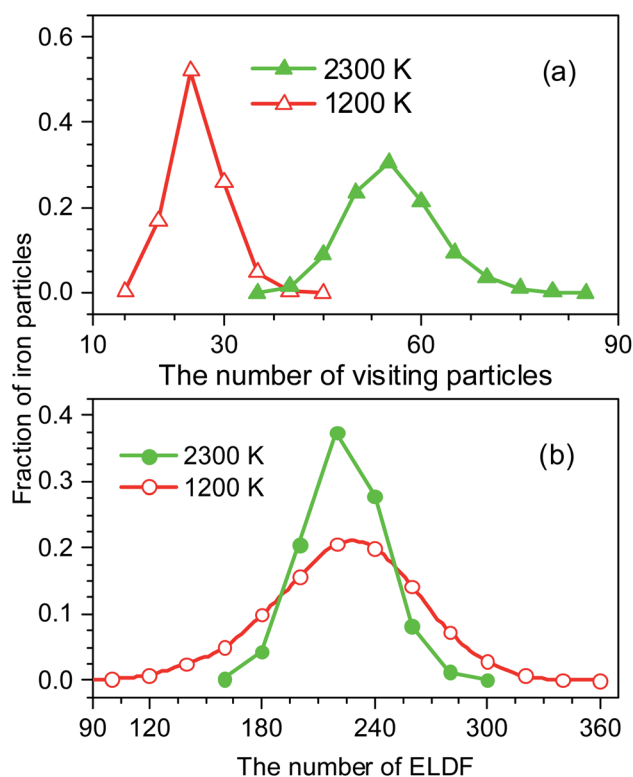 0.6
0.4
0.2
0.0
2300 K
1200 K
(a)
10
30
60
90
The number of visiting particles
Fraction of iron particles
0.4
0.3
0.2
0.1
0.0
2300 K
1200 K
(b)
90
120
180
240
300
360
The number of ELDF